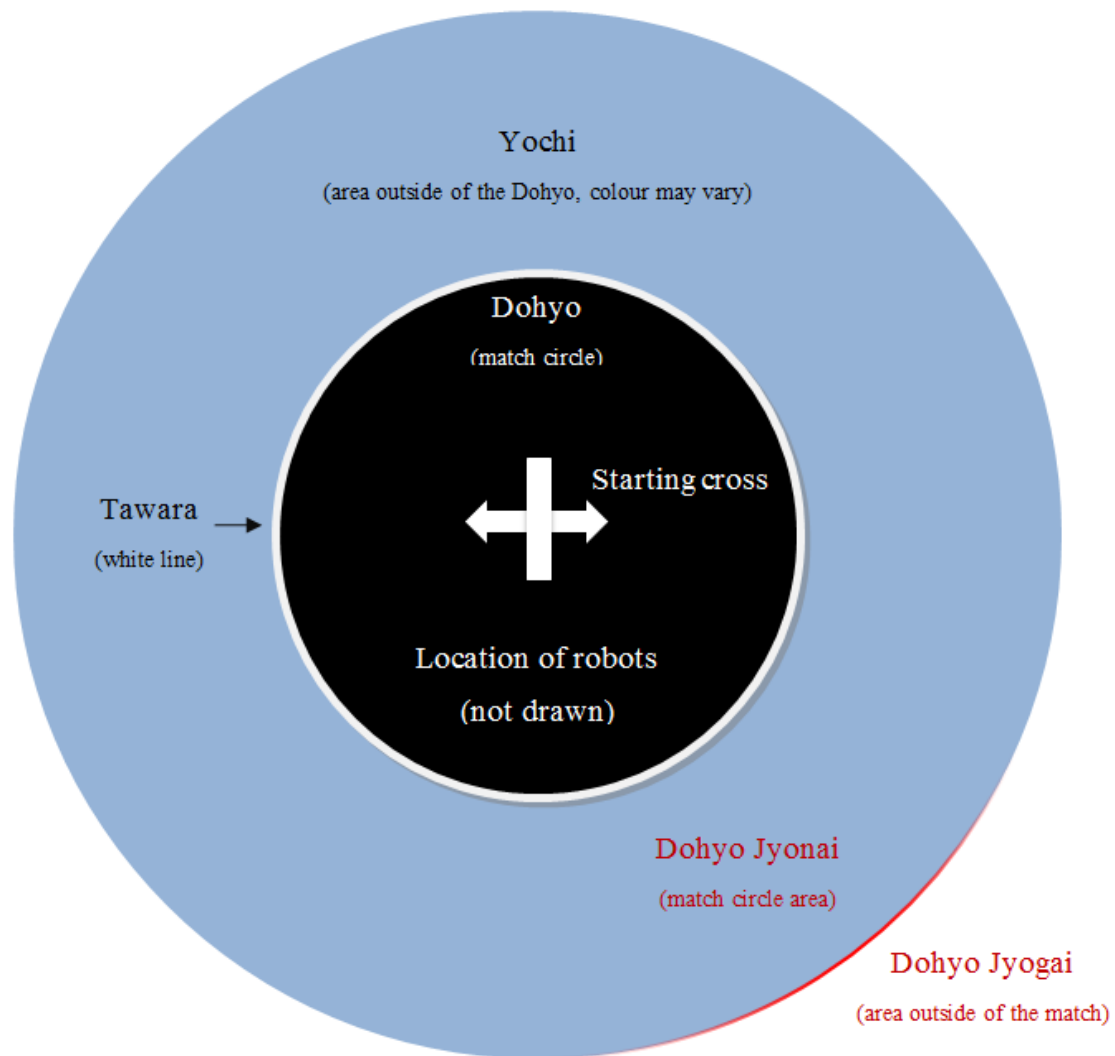 Yochi
(area outside of the Dohyo, colour may vary)
Dohyo
(match circle)
Starting cross
Tawara
(white line)
Location of robots
(not drawn)
Dohyo Jyonai
(match circle area)
Dohyo Jyogai
(area outside of the match)